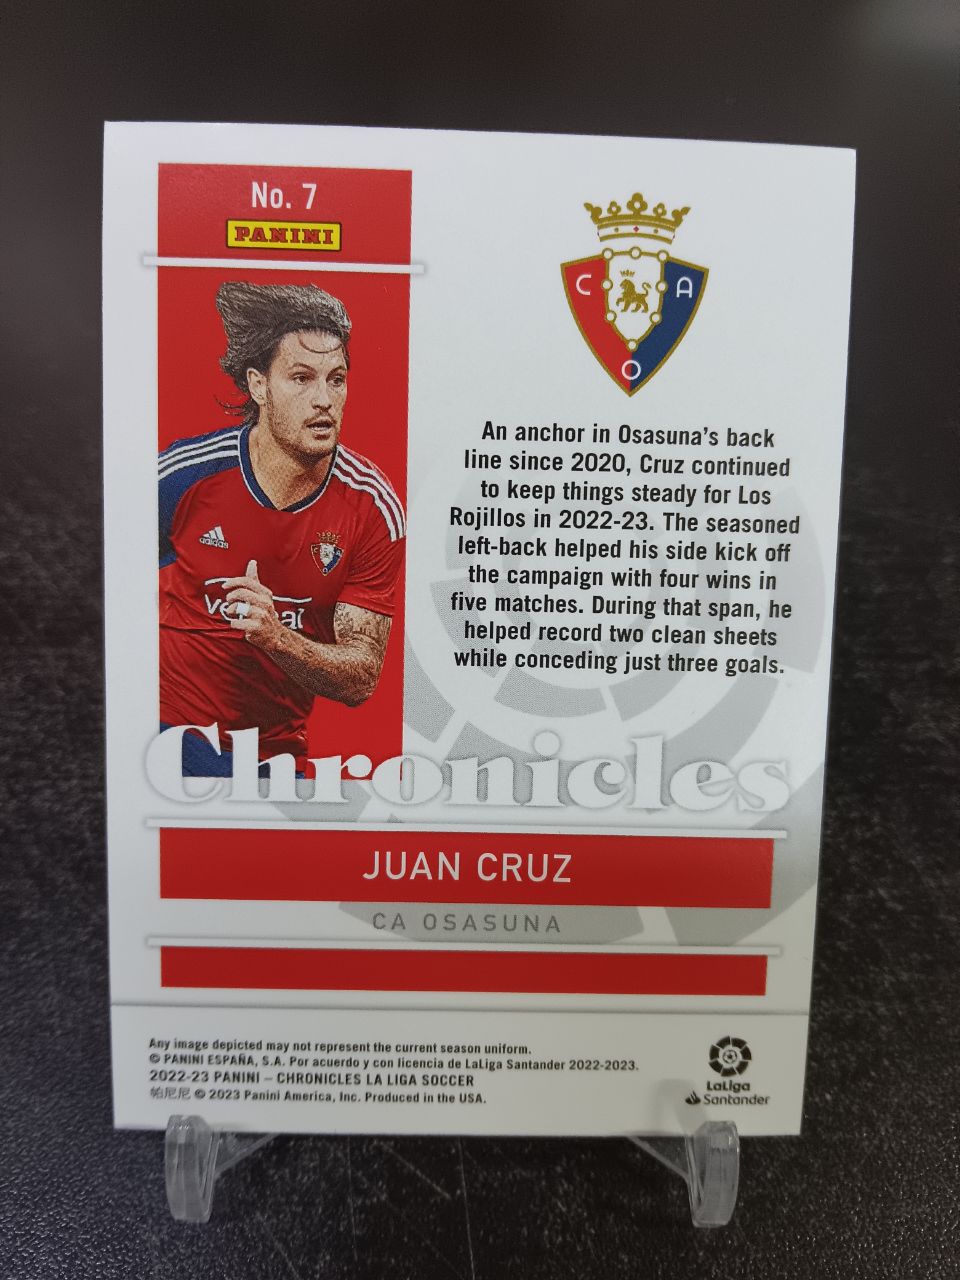 No. 7
PANINI
C A
O
An anchor in Osasuna's back
line since 2020, Cruz continued
to keep things steady for Los
Rojillos in 2022-23. The seasoned
left-back helped his side kick off
the campaign with four wins in
five matches. During that span, he
helped record two clean sheets
while conceding just three goals.
adidas
Chronicles
JUAN CRUZ
CA OSASUNA
Any image depicted may not represent the current season uniform.
© PANINI ESPAÑA, S.A. Por acuerdo y con licencia de LaLiga Santander 2022-2023.
2022-23 PANINI – CHRONICLES LA LIGA SOCCER
帕尼尼 © 2023 Panini America, Inc. Produced in the USA.
LaLiga
Santander